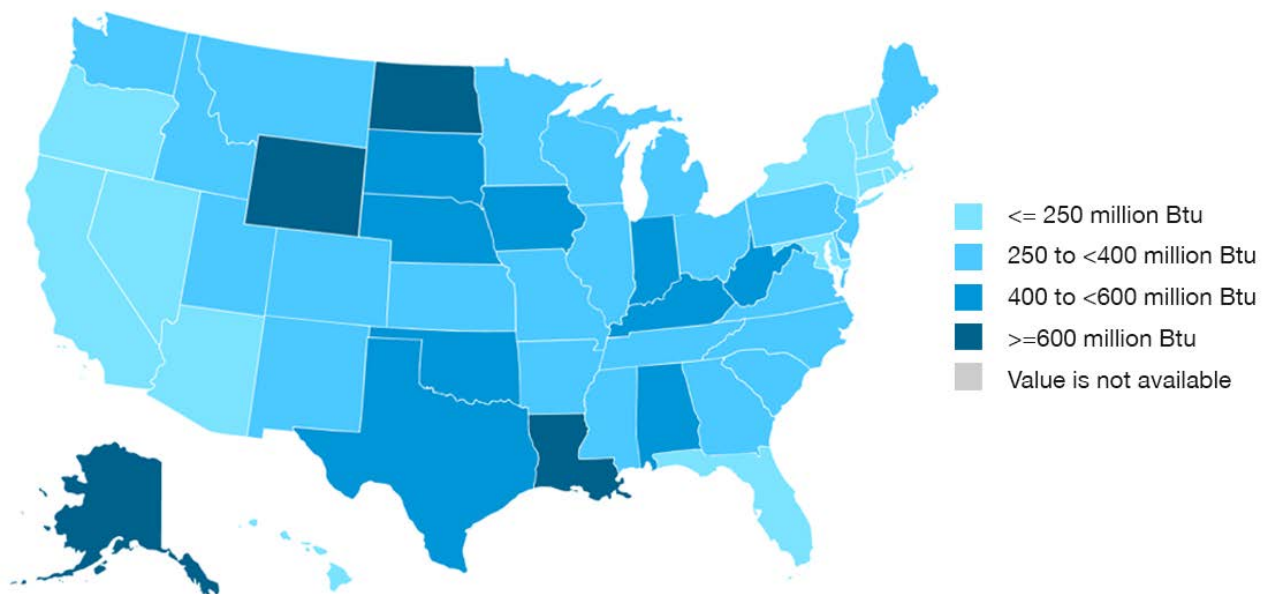 <= 250 million Btu
250 to <400 million Btu
400 to <600 million Btu
>=600 million Btu
Value is not available